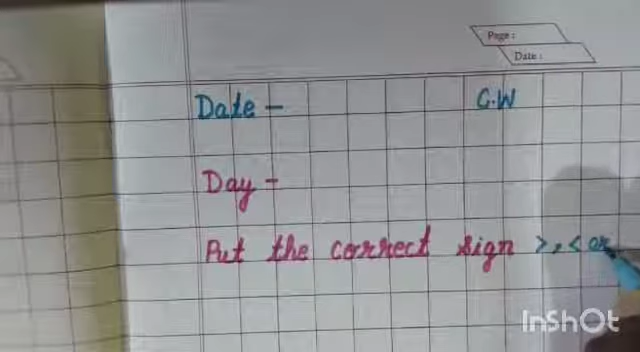 Page :
Date :
Date - C.W
Day -
Put the correct sign >, < or
InShOt